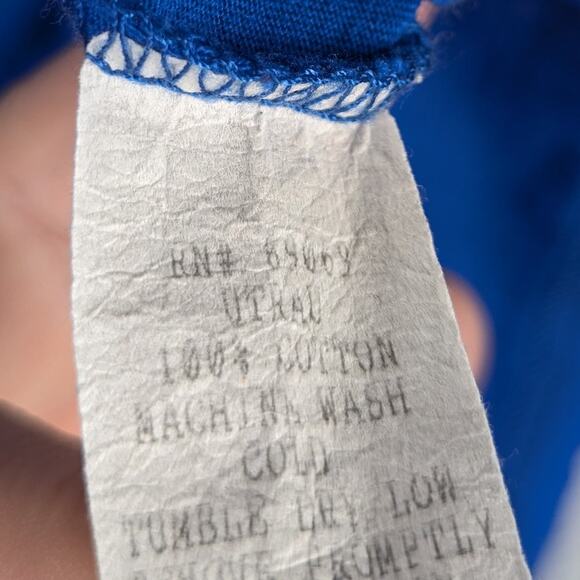 RN#
100% COTTON
MACHINE WASH
COLD
TUMBLE DRY LOW
PROMPTLY